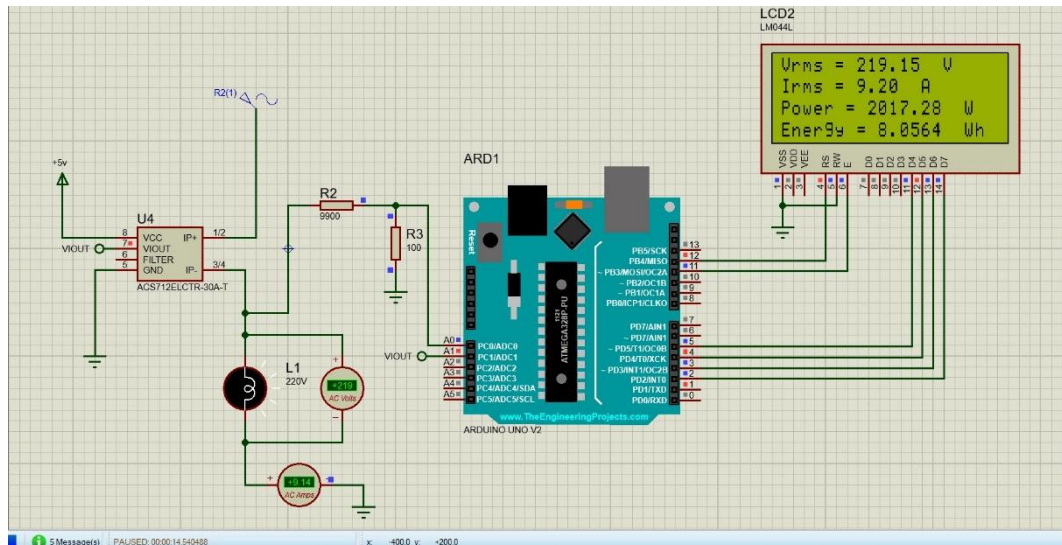 LCD2
LM044L
Vrms = 219.15 V
Irms = 9.20 A
Power = 2017.28 W
Energy = 8.0564 Wh
VSS
VDD
VEE
RS
RW
E
D0
D1
D2
D3
D4
D5
D6
D7
1
2
3
4
5
6
7
8
9
10
11
12
13
14
R2(1)
+5v
U4
8
7
6
5
VCC
VIOUT
FILTER
GND
IP+
IP-
1/2
3/4
VIOUT
ACS712ELCTR-30A-T
R2
9900
R3
100
L1
220V
+219
AC Volts
+9.14
AC Amps
ARD1
Reset
ATMEGA328P-PU
1121
A0
A1
A2
A3
A4
A5
VIOUT
PC0/ADC0
PC1/ADC1
PC2/ADC2
PC3/ADC3
PC4/ADC4/SDA
PC5/ADC5/SCL
PB5/SCK
PB4/MISO
~ PB3/MOSI/OC2A
~ PB2/OC1B
~ PB1/OC1A
PB0/ICP1/CLKO
13
12
11
10
9
8
PD7/AIN1
~ PD7/AIN1
~ PD5/T1/OC0B
PD4/T0/XCK
~ PD3/INT1/OC2B
PD2/INT0
PD1/TXD
PD0/RXD
7
6
5
4
3
2
1
0
www.TheEngineeringProjects.com
ARDUINO UNO V2
5 Message(s)
PAUSED: 00:00:14.540488
x: -400.0 y: +200.0